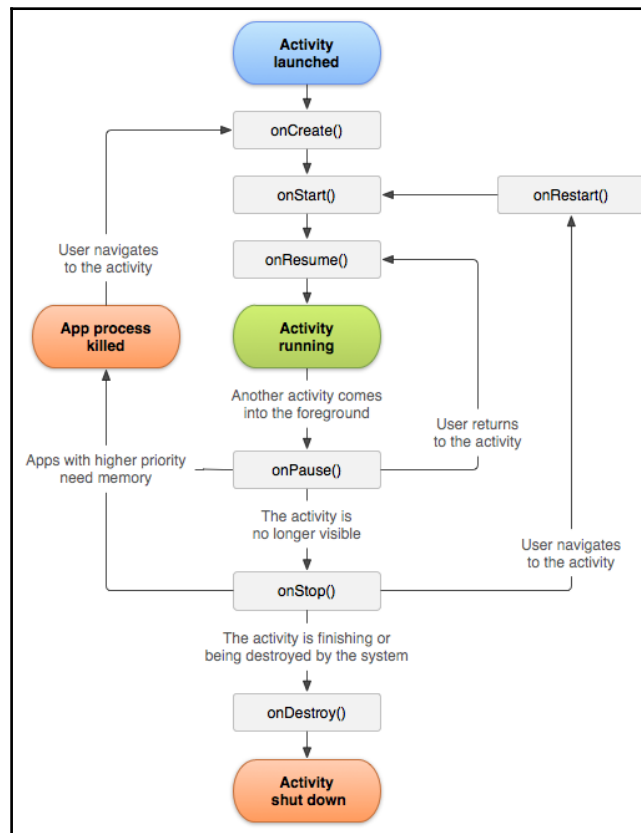 Activity
launched
onCreate()
onStart()
onRestart()
User navigates
to the activity
onResume()
App process
killed
Activity
running
Another activity comes
into the foreground
User returns
to the activity
Apps with higher priority
need memory
onPause()
The activity is
no longer visible
User navigates
to the activity
onStop()
The activity is finishing or
being destroyed by the system
onDestroy()
Activity
shut down